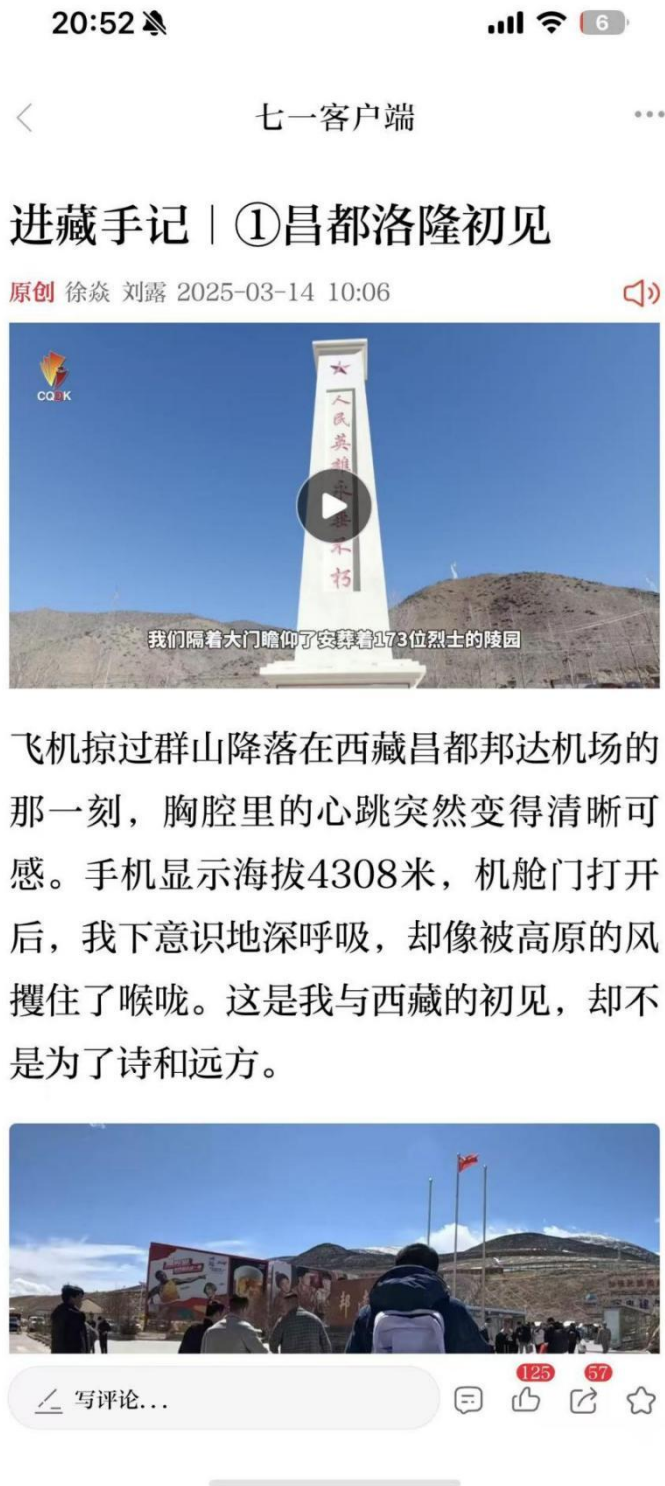 20:52
6
七一客户端
进藏手记｜①昌都洛隆初见
原创 徐焱 刘露 2025-03-14 10:06
人民英雄永垂不朽
我们隔着大门瞻仰了安葬着173位烈士的陵园
飞机掠过群山降落在西藏昌都邦达机场的
那一刻，胸腔里的心跳突然变得清晰可
感。手机显示海拔4308米，机舱门打开
后，我下意识地深呼吸，却像被高原的风
攫住了喉咙。这是我与西藏的初见，却不
是为了诗和远方。
写评论...
125
57